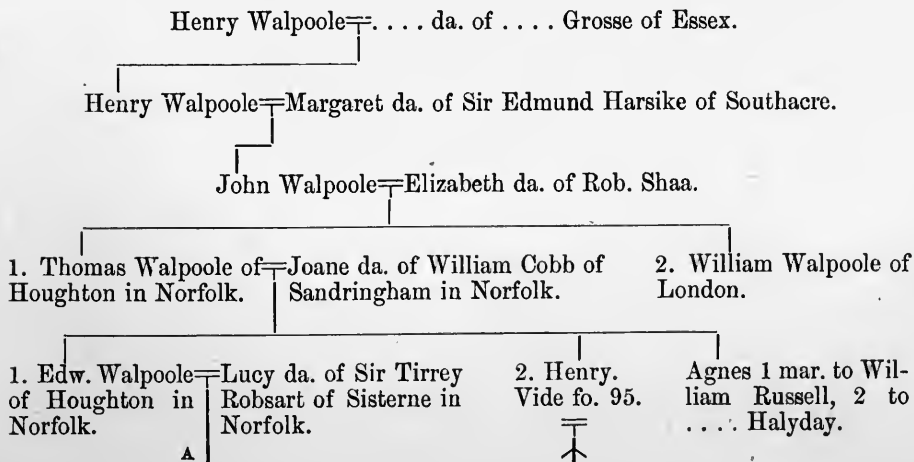 Henry Walpoole=.... da. of .... Grosse of Essex.
Henry Walpoole=Margaret da. of Sir Edmund Harsike of Southacre.
John Walpoole=Elizabeth da. of Rob. Shaa.
1. Thomas Walpoole of=Joane da. of William Cobb of 2. William Walpoole of
Houghton in Norfolk. Sandringham in Norfolk. London.
1. Edw. Walpoole=Lucy da. of Sir Tirrey 2. Henry. Agnes 1 mar. to Wil-
of Houghton in Robsart of Sisterne in Vide fo. 95. liam Russell, 2 to
Norfolk. Norfolk. .... Halyday.
A